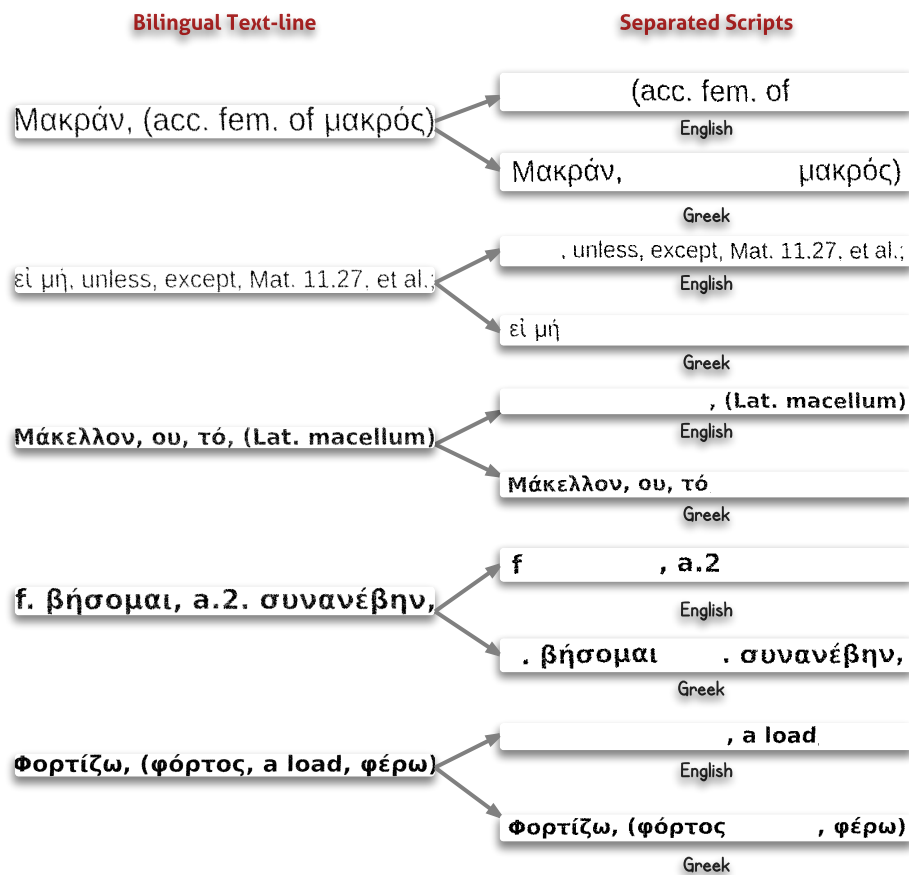 Bilingual Text-line
Separated Scripts
Μακράν, (acc. fem. of μακρός)
(acc. fem. of
English
Μακράν, μακρός)
Greek
εἰ μή, unless, except, Mat. 11.27, et al.;
, unless, except, Mat. 11.27, et al.;
English
εἰ μή
Greek
Μάκελλον, ου, τό, (Lat. macellum)
, (Lat. macellum)
English
Μάκελλον, ου, τό
Greek
f. βήσομαι, a.2. συνανέβην,
f , a.2
English
. βήσομαι . συνανέβην,
Greek
Φορτίζω, (φόρτος, a load, φέρω)
, a load,
English
Φορτίζω, (φόρτος , φέρω)
Greek